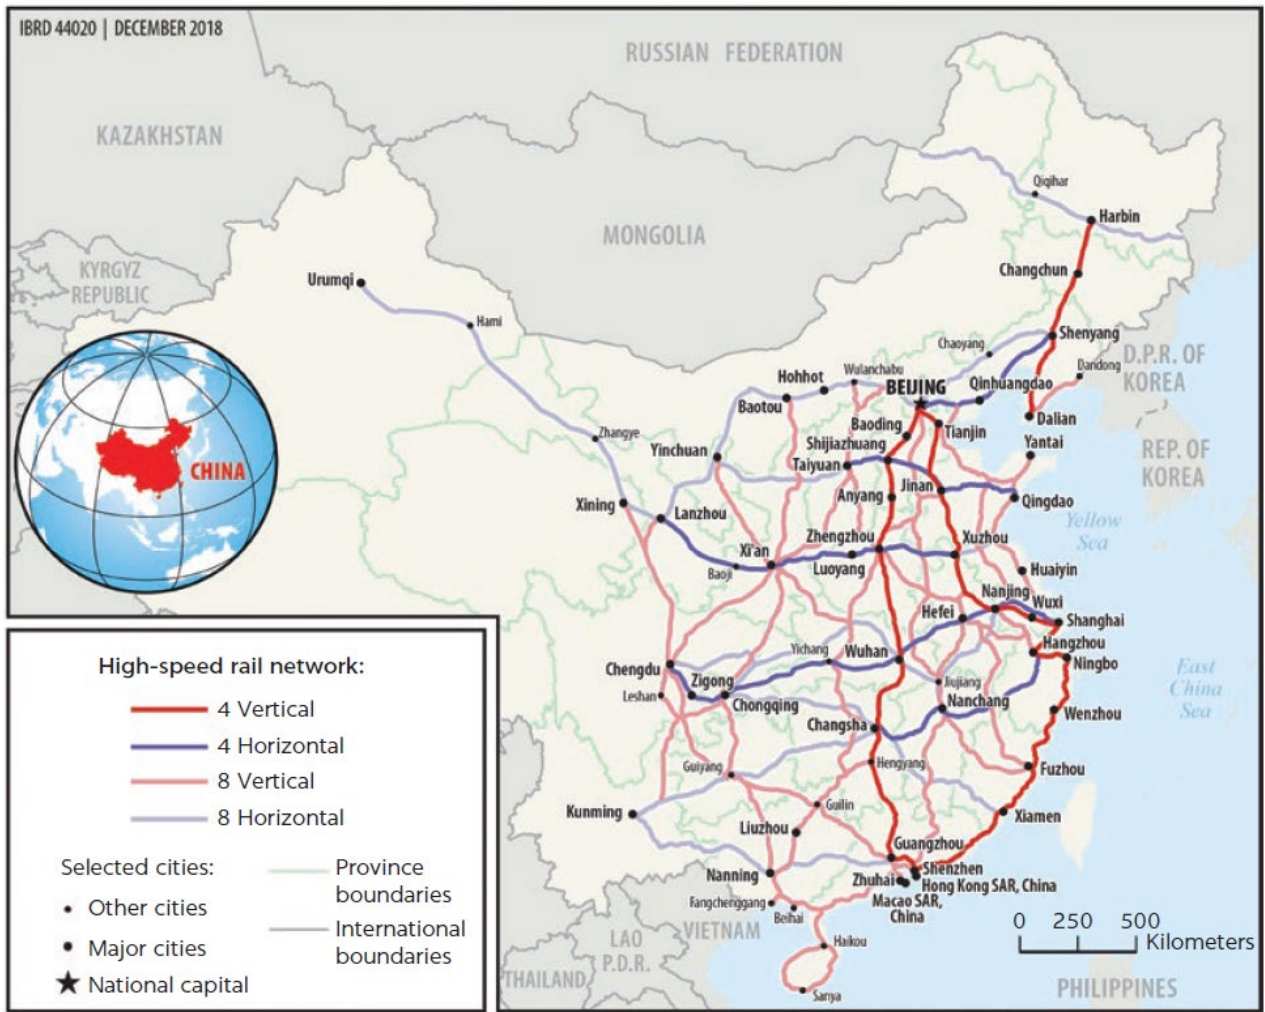 IBRD 44020 | DECEMBER 2018
RUSSIAN FEDERATION
KAZAKHSTAN
Qiqihar
Harbin
MONGOLIA
KYRGYZ
REPUBLIC
Changchun
Urumqi
Hami
Shenyang
Chaoyang
Dandong
D.P.R. OF
KOREA
Wulanchabu
Hohhot
BEIJING
Qinhuangdao
Baotou
Dalian
Baoding
Tianjin
Zhangye
Shijiazhuang
Yantai
REP. OF
KOREA
Yinchuan
Taiyuan
CHINA
Anyang
Jinan
Qingdao
Xining
Lanzhou
Yellow
Sea
Zhengzhou
Xuzhou
Xi'an
Baoji
Luoyang
Huaiyin
Nanjing
Wuxi
Hefei
Shanghai
Hangzhou
Yichang
Wuhan
Ningbo
Chengdu
Zigong
Leshan
Chongqing
Jiujiang
Nanchang
East
China
Sea
Wenzhou
Changsha
Guiyang
Hengyang
Fuzhou
Kunming
Guilin
Xiamen
Liuzhou
Guangzhou
Nanning
Shenzhen
Zhuhai
Hong Kong SAR, China
Macao SAR,
China
Fangchenggang
Beihai
VIETNAM
LAO
P.D.R.
Haikou
THAILAND
Sanya
PHILIPPINES
0 250 500
Kilometers
High-speed rail network:
4 Vertical
4 Horizontal
8 Vertical
8 Horizontal
Selected cities:
Other cities
Major cities
National capital
Province
boundaries
International
boundaries